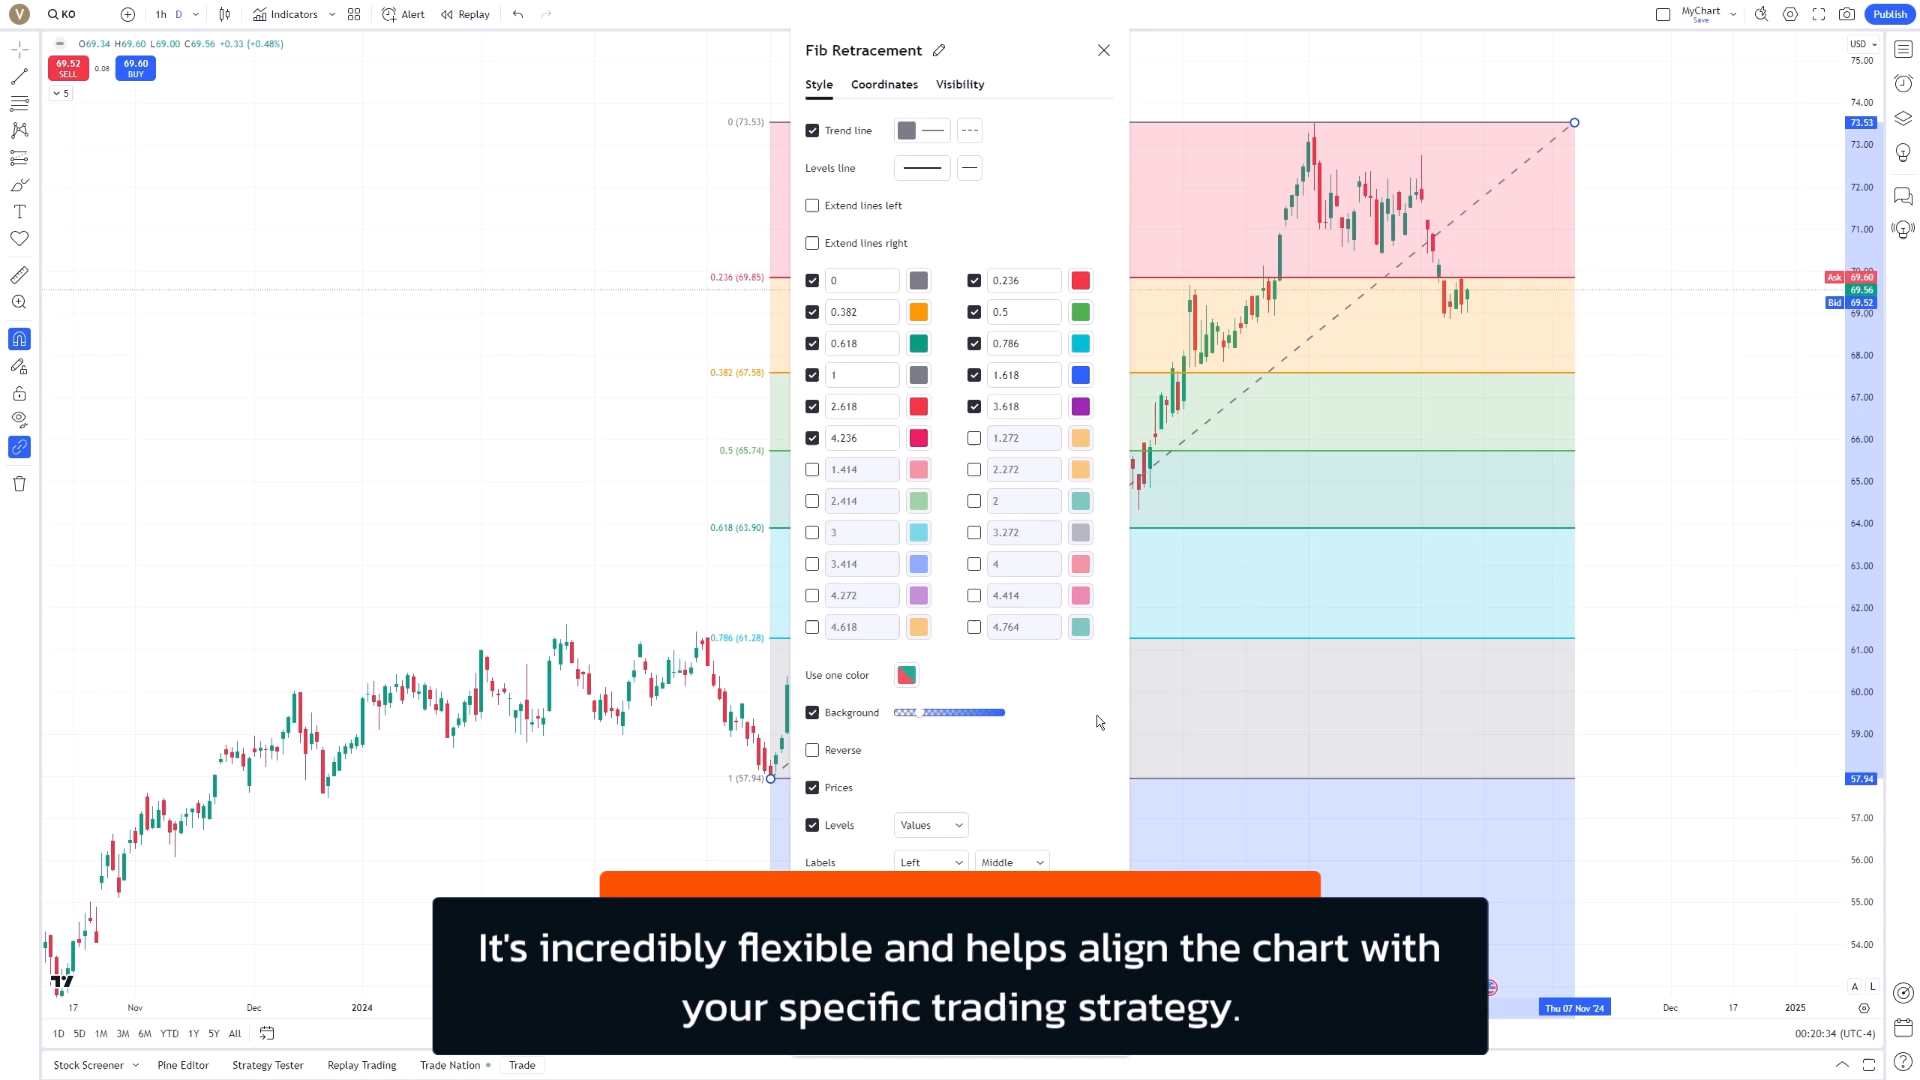 V KO 1h D Indicators Alert Replay MyChart Save Publish
O69.34 H69.60 L69.00 C69.56 +0.33 (+0.48%)
69.52 SELL 0.08 69.60 BUY
5
Fib Retracement
Style Coordinates Visibility
Trend line
Levels line
Extend lines left
Extend lines right
0 0.236
0.382 0.5
0.618 0.786
1 1.618
2.618 3.618
4.236 1.272
1.414 2.272
2.414 2
3 3.272
3.414 4
4.272 4.414
4.618 4.764
Use one color
Background
Reverse
Prices
Levels Values
Labels Left Middle
0 (73.53)
0.236 (69.85)
0.382 (67.58)
0.5 (65.74)
0.618 (63.90)
0.786 (61.28)
1 (57.94)
USD
75.00
74.00
73.53
73.00
72.00
71.00
Ask 69.60
69.56
Bid 69.52
69.00
68.00
67.00
66.00
65.00
64.00
63.00
62.00
61.00
60.00
59.00
57.94
57.00
56.00
55.00
54.00
A L
It's incredibly flexible and helps align the chart with
your specific trading strategy.
17 Nov Dec 2024 Thu 07 Nov '24 Dec 17 2025
1D 5D 1M 3M 6M YTD 1Y 5Y All 00:20:34 (UTC-4)
Stock Screener Pine Editor Strategy Tester Replay Trading Trade Nation Trade